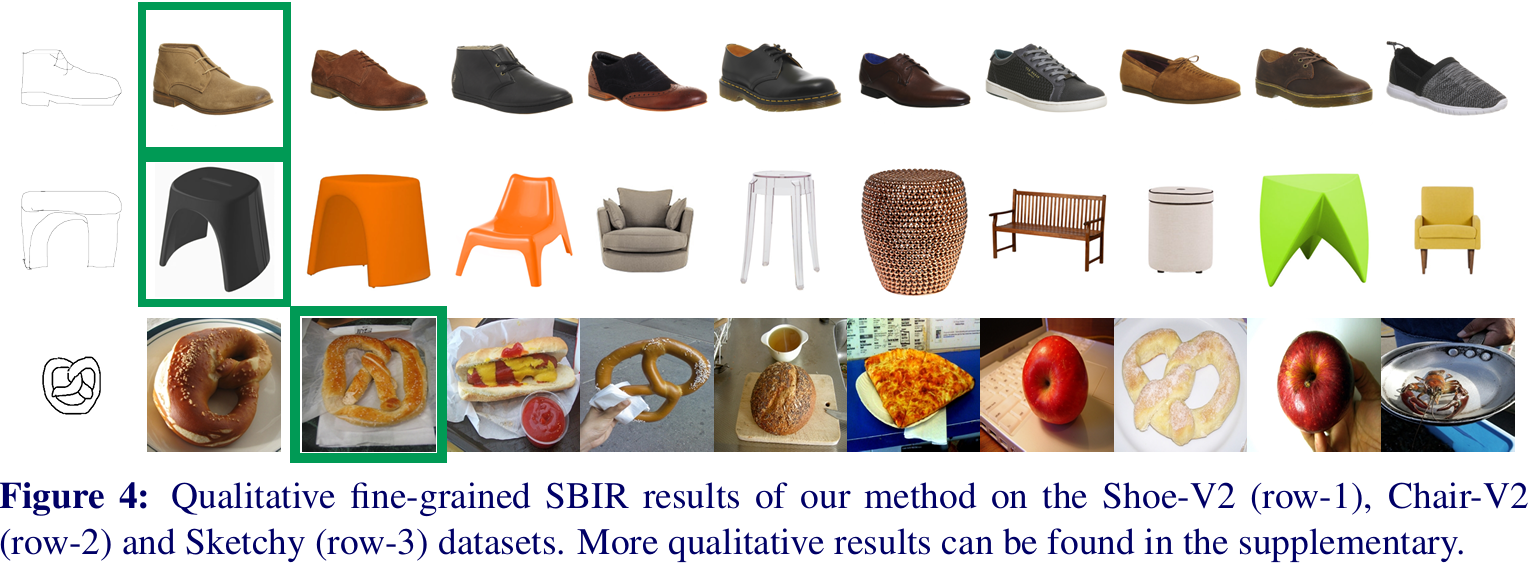 Figure 4: Qualitative fine-grained SBIR results of our method on the Shoe-V2 (row-1), Chair-V2
(row-2) and Sketchy (row-3) datasets. More qualitative results can be found in the supplementary.